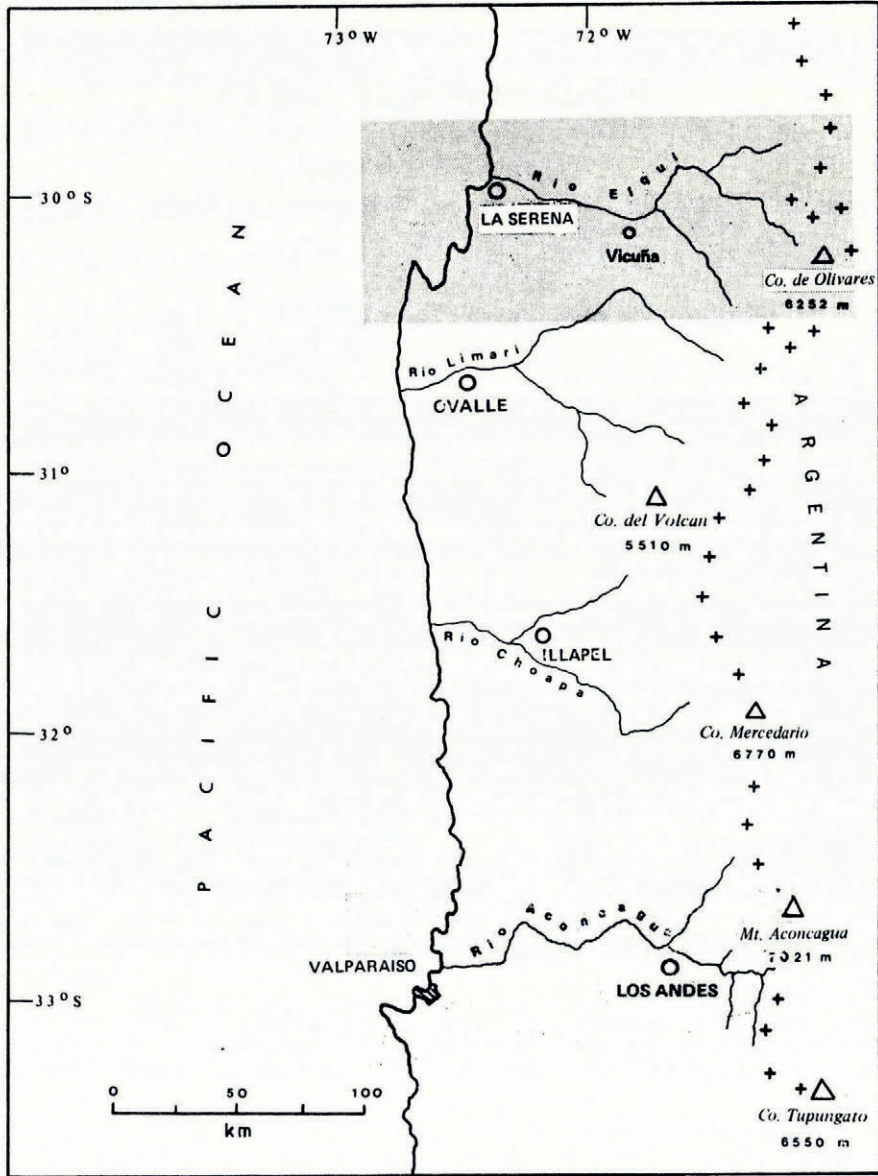 73° W
72° W
30° S
Rio Elqui
LA SERENA
Vicuña
Co. de Olivares
6252 m
Rio Limari
OVALLE
31°
Co. del Volcan
5510 m
Rio Choapa
ILLAPEL
32°
Co. Mercedario
6770 m
Rio Aconcagua
Mt. Aconcagua
7021 m
VALPARAISO
LOS ANDES
33° S
0 50 100
km
Co. Tupungato
6550 m
PACIFIC OCEAN
ARGENTINA